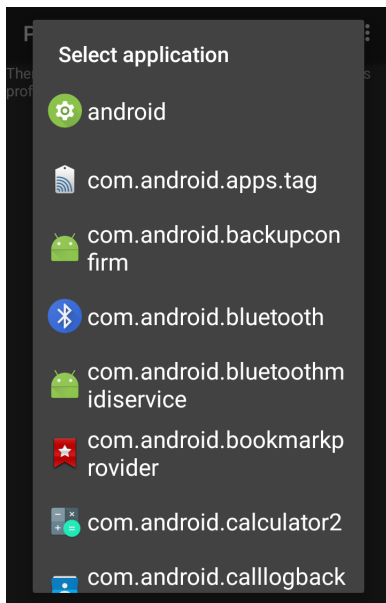 Select application
android
com.android.apps.tag
com.android.backupcon
firm
com.android.bluetooth
com.android.bluetoothm
idiservice
com.android.bookmarkp
rovider
com.android.calculator2
com.android.calllogback